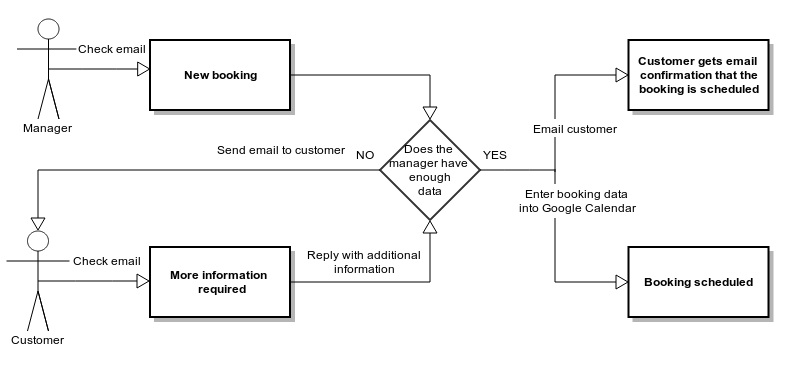 Check email
New booking
Manager
Customer gets email
confirmation that the
booking is scheduled
Email customer
Does the
manager have
enough
data
NO
YES
Send email to customer
Enter booking data
into Google Calendar
Check email
More information
required
Reply with additional
information
Booking scheduled
Customer